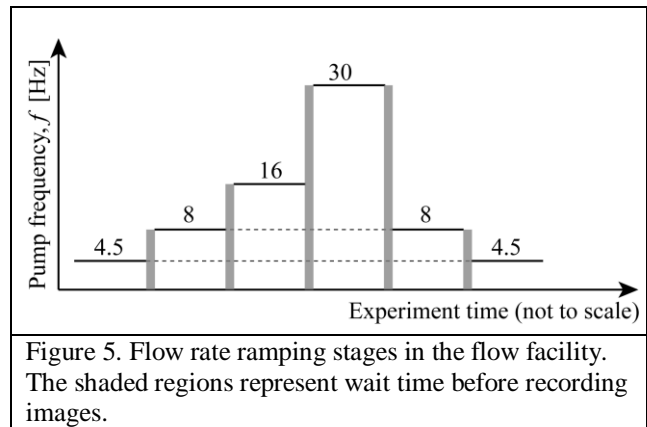 Pump frequency, f [Hz]
30
16
8
8
4.5
4.5
Experiment time (not to scale)
Figure 5. Flow rate ramping stages in the flow facility.
The shaded regions represent wait time before recording
images.